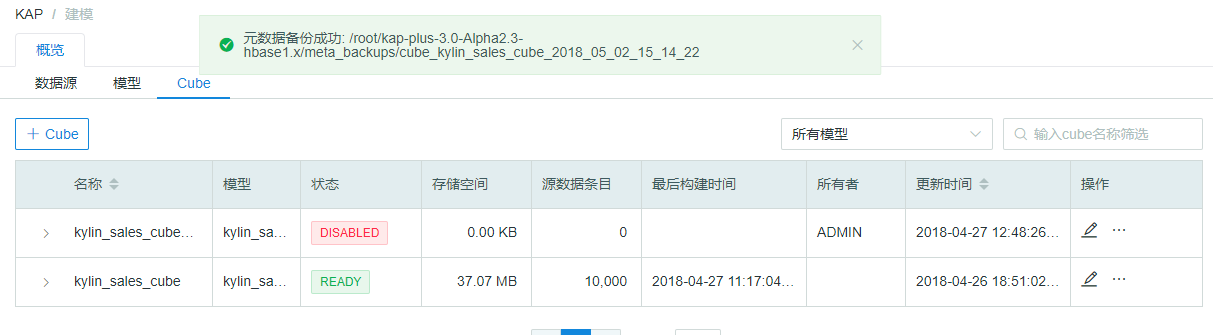 KAP / 建模
元数据备份成功: /root/kap-plus-3.0-Alpha2.3-
hbase1.x/meta_backups/cube_kylin_sales_cube_2018_05_02_15_14_22
概览
数据源 模型 Cube
+ Cube 所有模型 输入cube名称筛选
名称 模型 状态 存储空间 源数据条目 最后构建时间 所有者 更新时间 操作
kylin_sales_cube… kylin_sa… DISABLED 0.00 KB 0 ADMIN 2018-04-27 12:48:26… ···
kylin_sales_cube kylin_sa… READY 37.07 MB 10,000 2018-04-27 11:17:04… 2018-04-26 18:51:02… ···